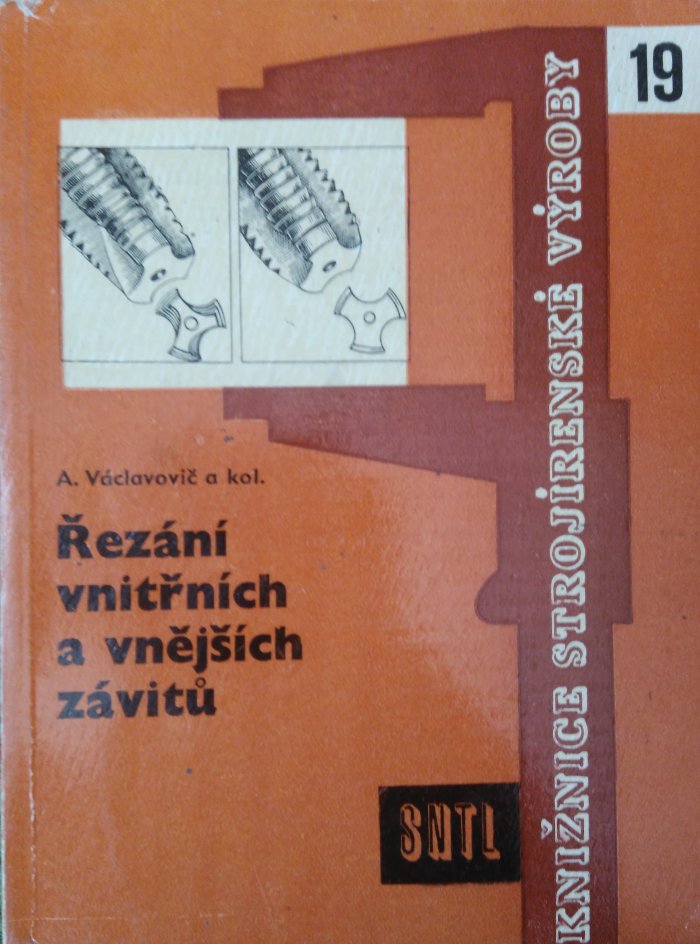 19
KNIŽNICE STROJÍRENSKÉ VÝROBY
A. Václavovič a kol.
Řezání
vnitřních
a vnějších
závitů
SNTL